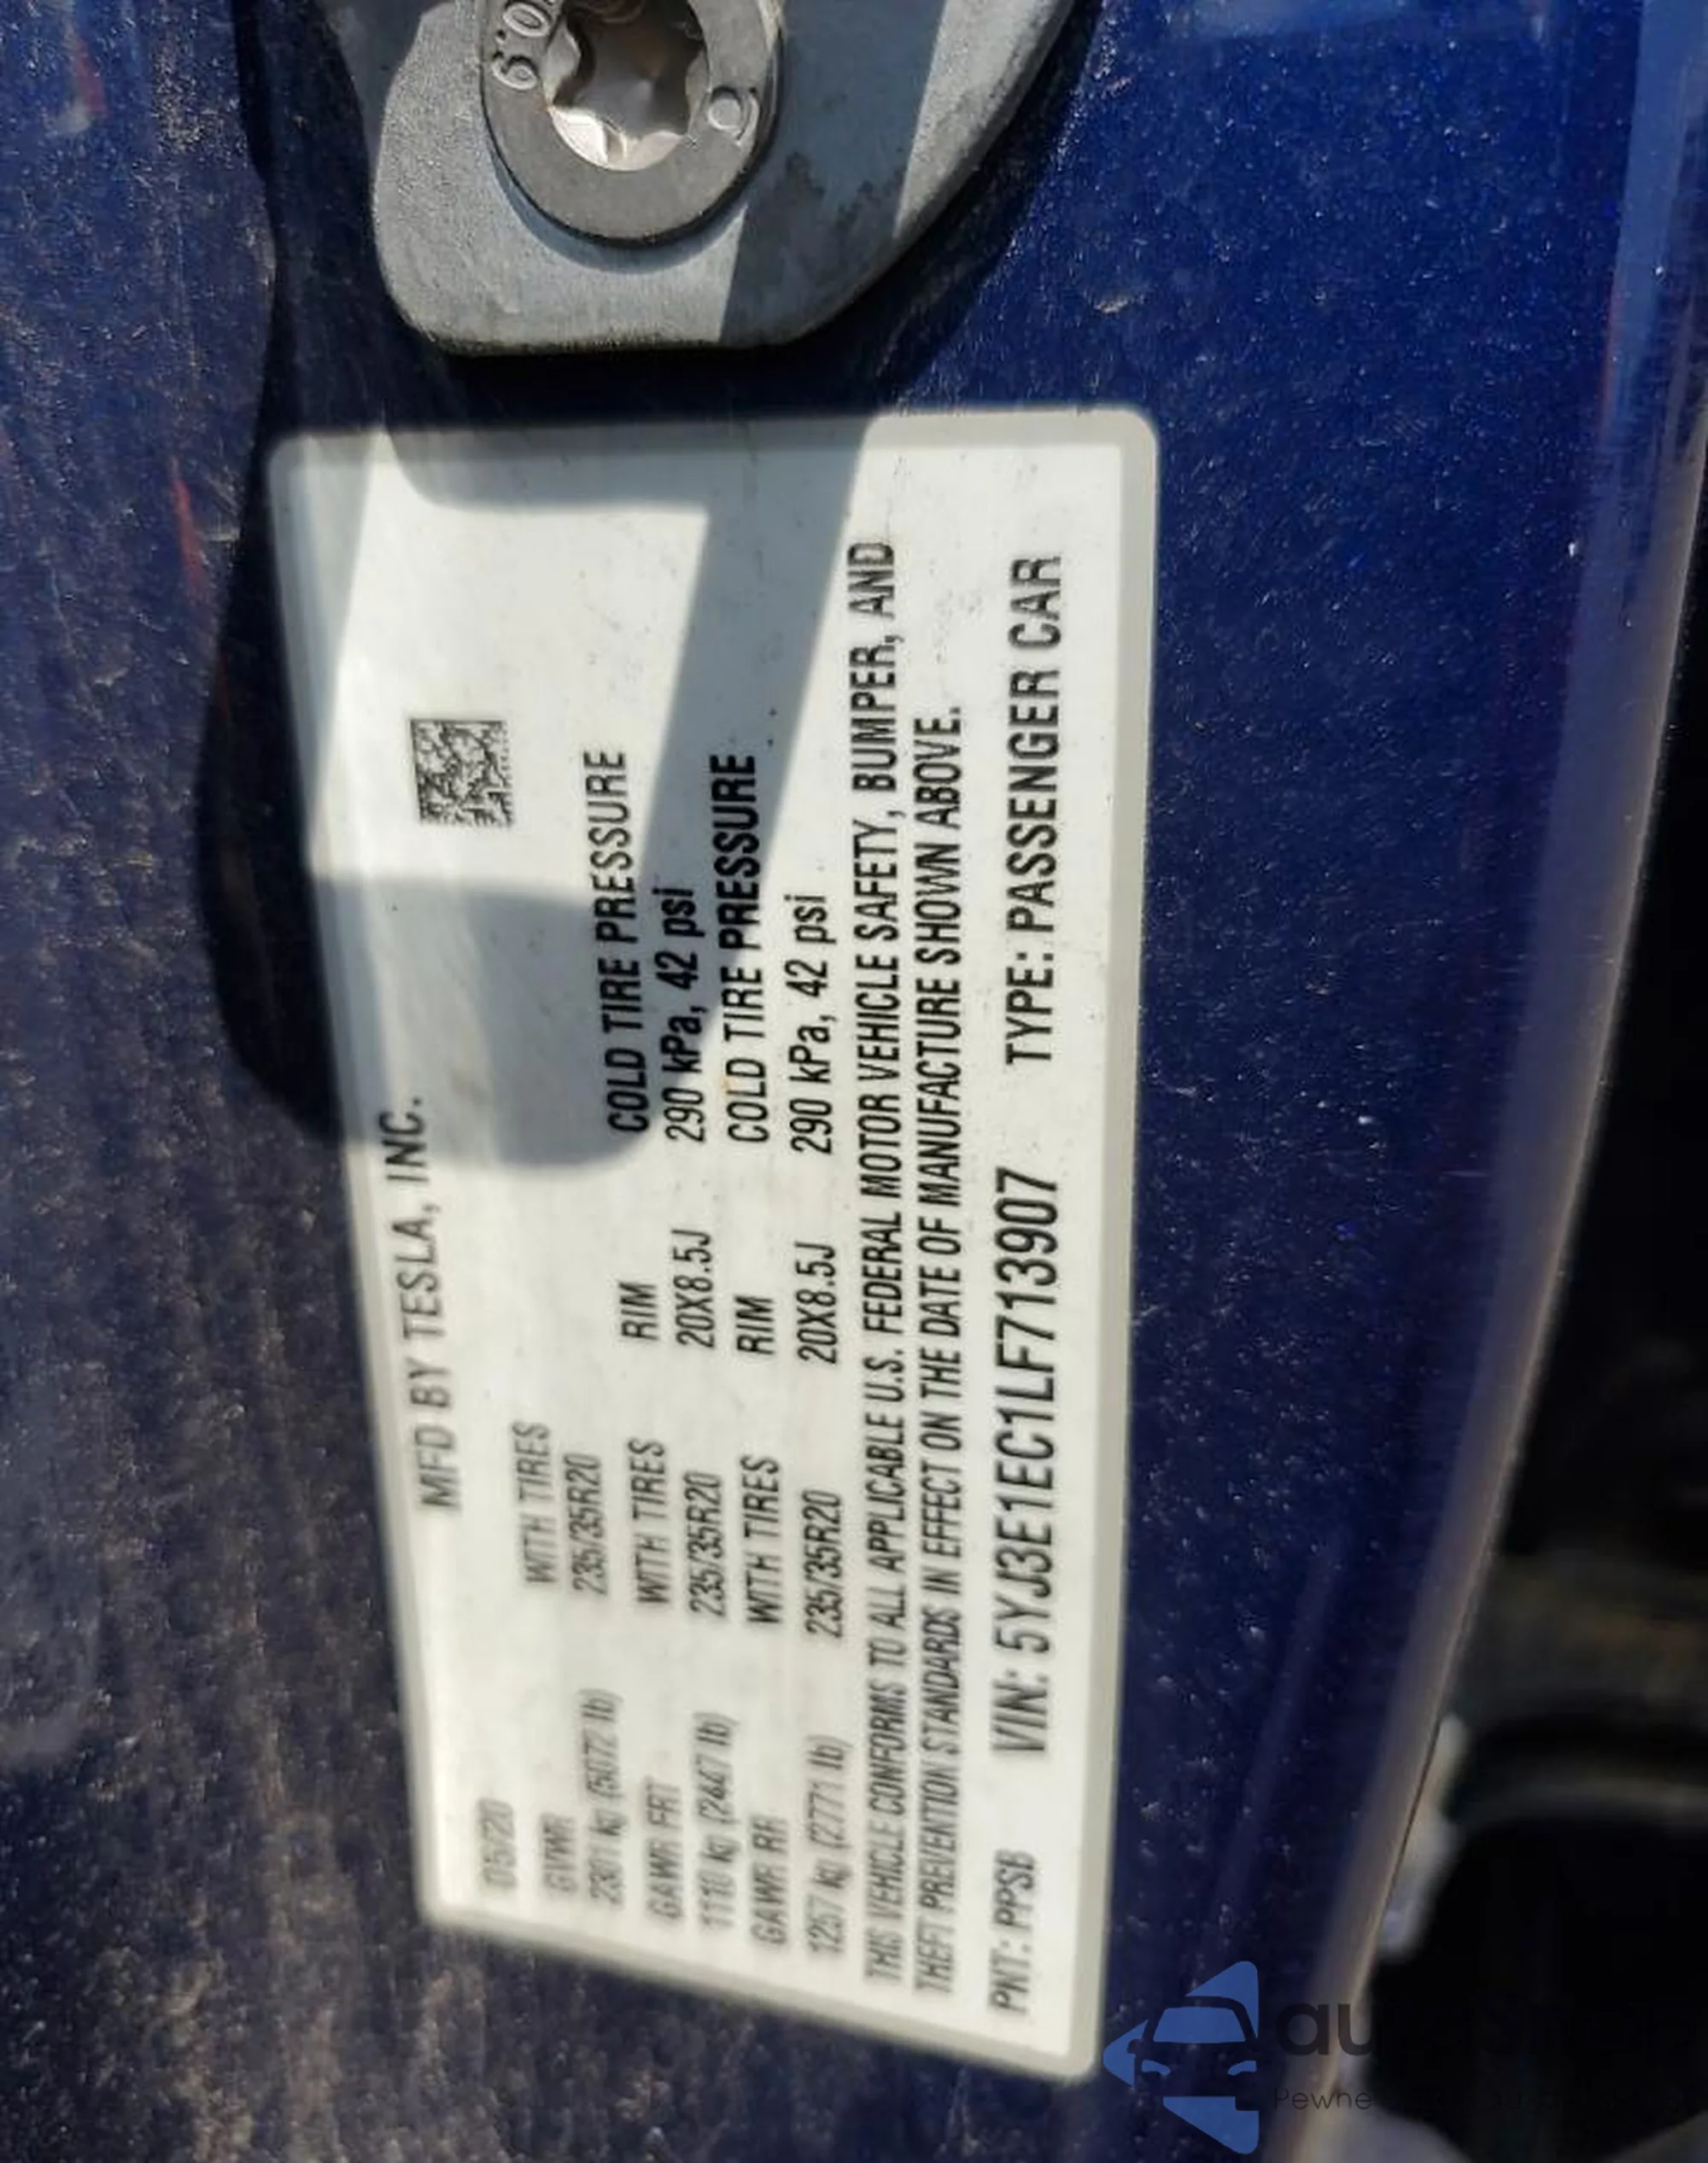 10.9
MFD BY TESLA, INC.
05/20
GVWR WITH TIRES
2301 kg (5072 lb) 235/35R20
GAWR FRT WITH TIRES RIM COLD TIRE PRESSURE
1110 kg (2447 lb) 235/35R20 20X8.5J 290 kPa, 42 psi
GAWR RR WITH TIRES RIM COLD TIRE PRESSURE
1257 kg (2771 lb) 235/35R20 20X8.5J 290 kPa, 42 psi
THIS VEHICLE CONFORMS TO ALL APPLICABLE U.S. FEDERAL MOTOR VEHICLE SAFETY, BUMPER, AND
THEFT PREVENTION STANDARDS IN EFFECT ON THE DATE OF MANUFACTURE SHOWN ABOVE.
PNT: PPSB VIN: 5YJ3E1EC1LF713907 TYPE: PASSENGER CAR